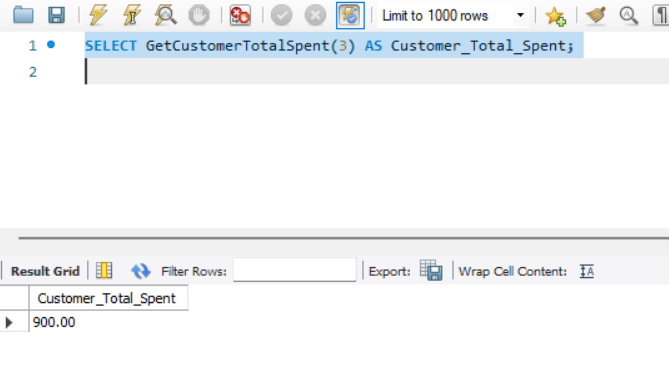 Limit to 1000 rows
1 SELECT GetCustomerTotalSpent(3) AS Customer_Total_Spent;
2
Result Grid Filter Rows: Export: Wrap Cell Content: IA
Customer_Total_Spent
900.00